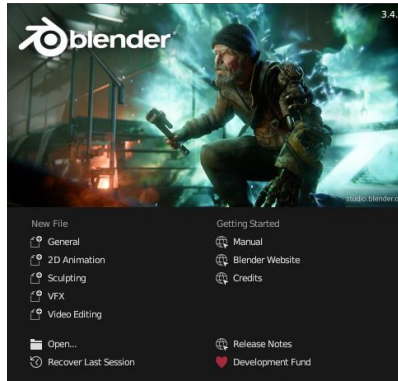 3.4.
blender
studio.blender.o
New File
General
2D Animation
Sculpting
VFX
Video Editing
Open...
Recover Last Session
Getting Started
Manual
Blender Website
Credits
Release Notes
Development Fund